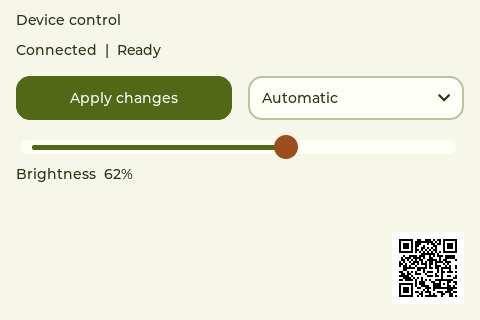 Device control
Connected | Ready
Apply changes
Automatic
Brightness 62%